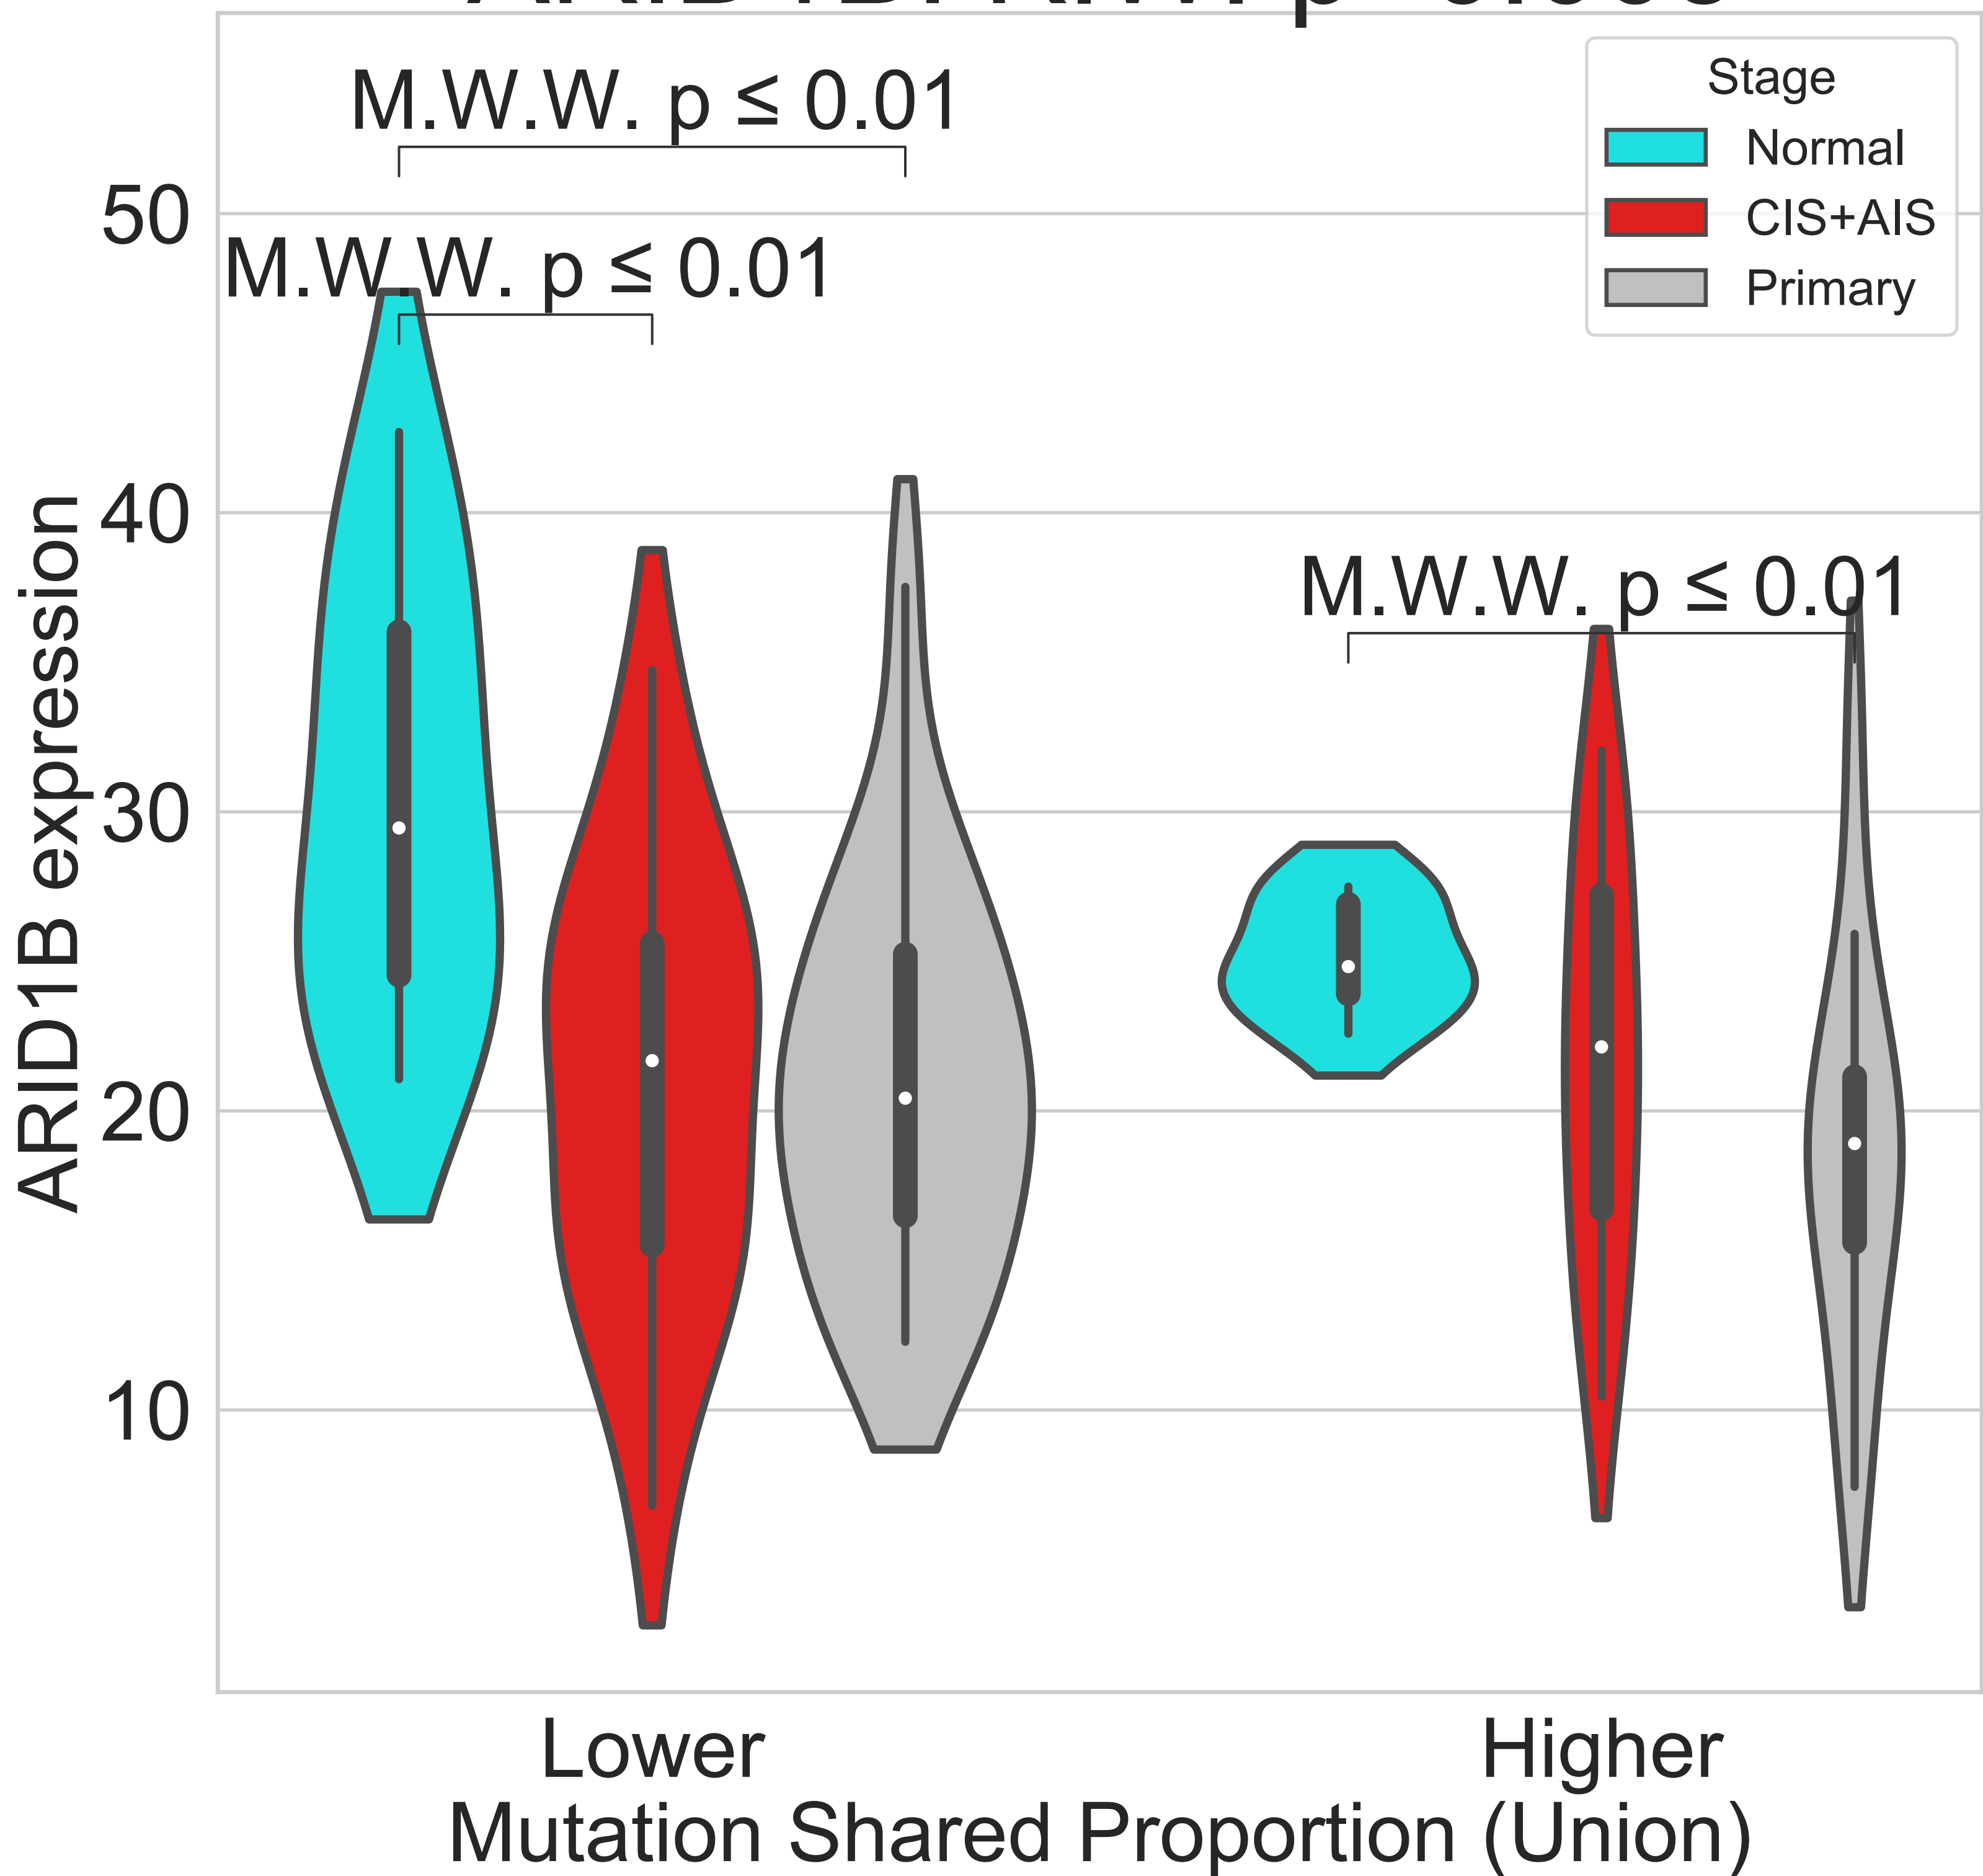 M.W.W. p ≤ 0.01
M.W.W. p ≤ 0.01
M.W.W. p ≤ 0.01
Stage
Normal
CIS+AIS
Primary
50
40
30
20
10
ARID1B expression
Lower
Higher
Mutation Shared Proportion (Union)